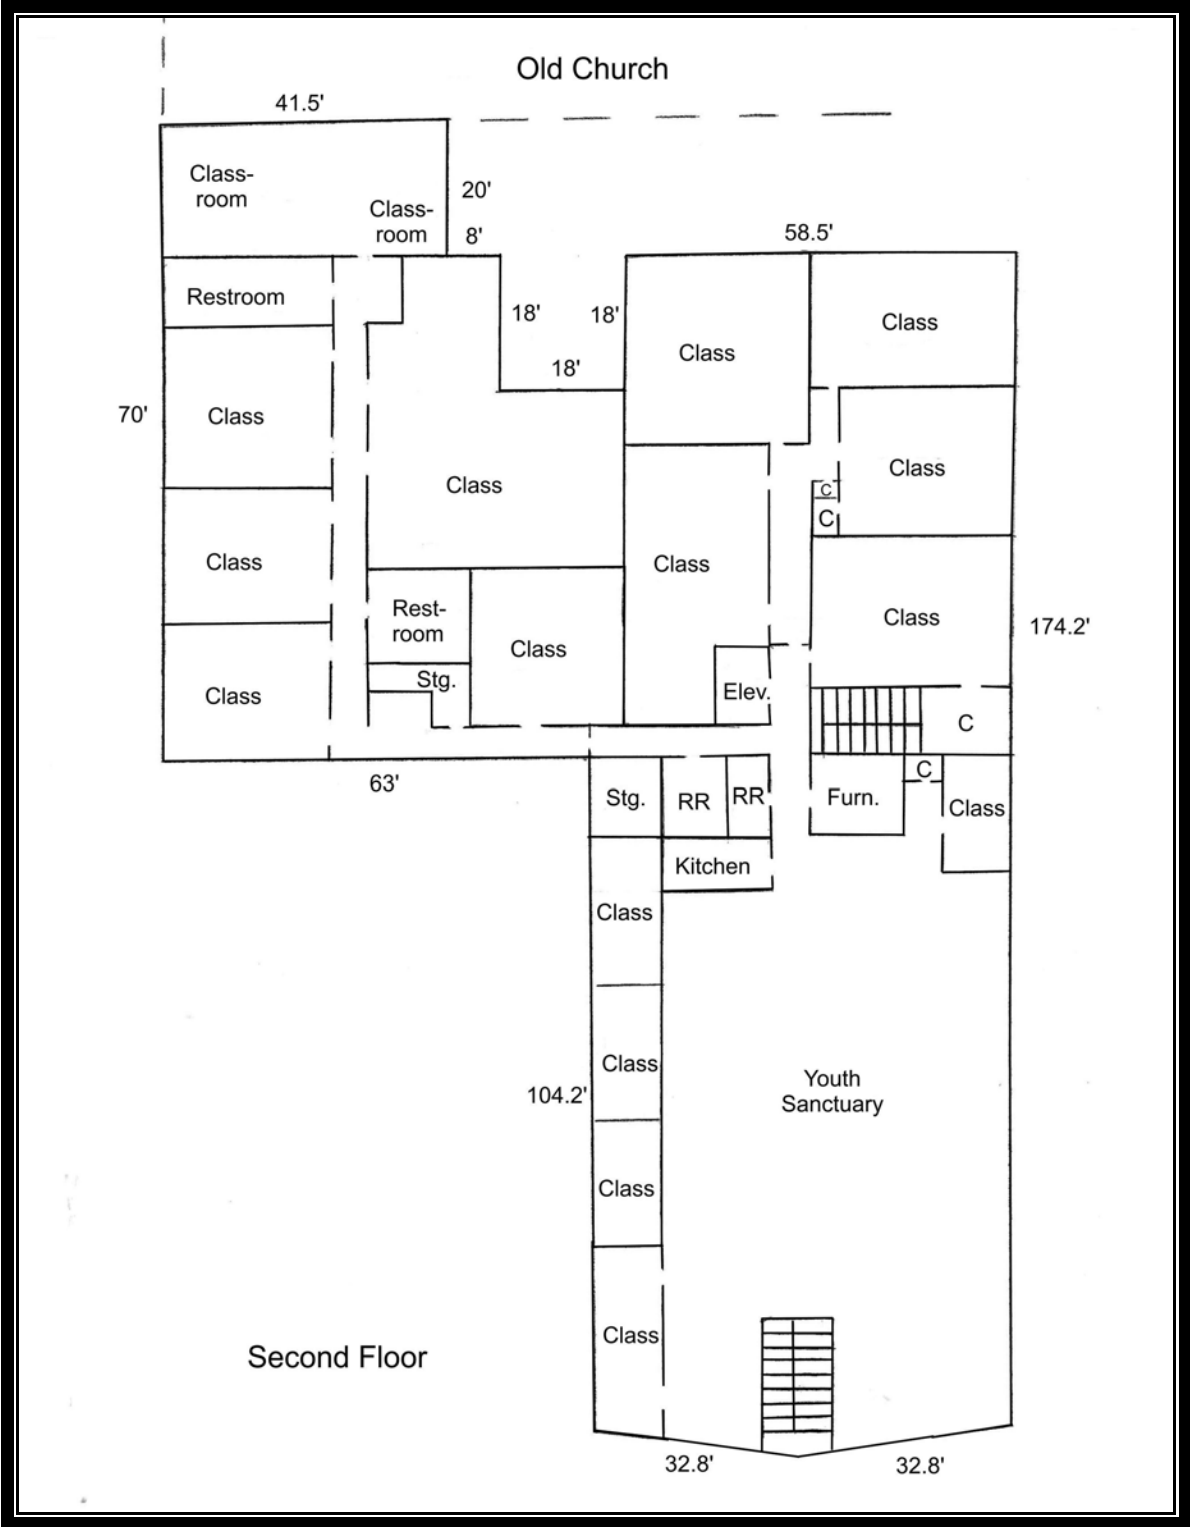 Old Church
41.5'
Class-
room
20'
Class-
room
8'
58.5'
Restroom
18'
18'
Class
Class
18'
Class
70'
Class
Class
C
C
Class
Class
Class
Rest-
room
Class
174.2'
Class
Stg.
Class
Elev.
C
63'
Stg.
RR
RR
Furn.
C
Class
Kitchen
Class
Class
Youth
Sanctuary
104.2'
Class
Class
Second Floor
32.8'
32.8'